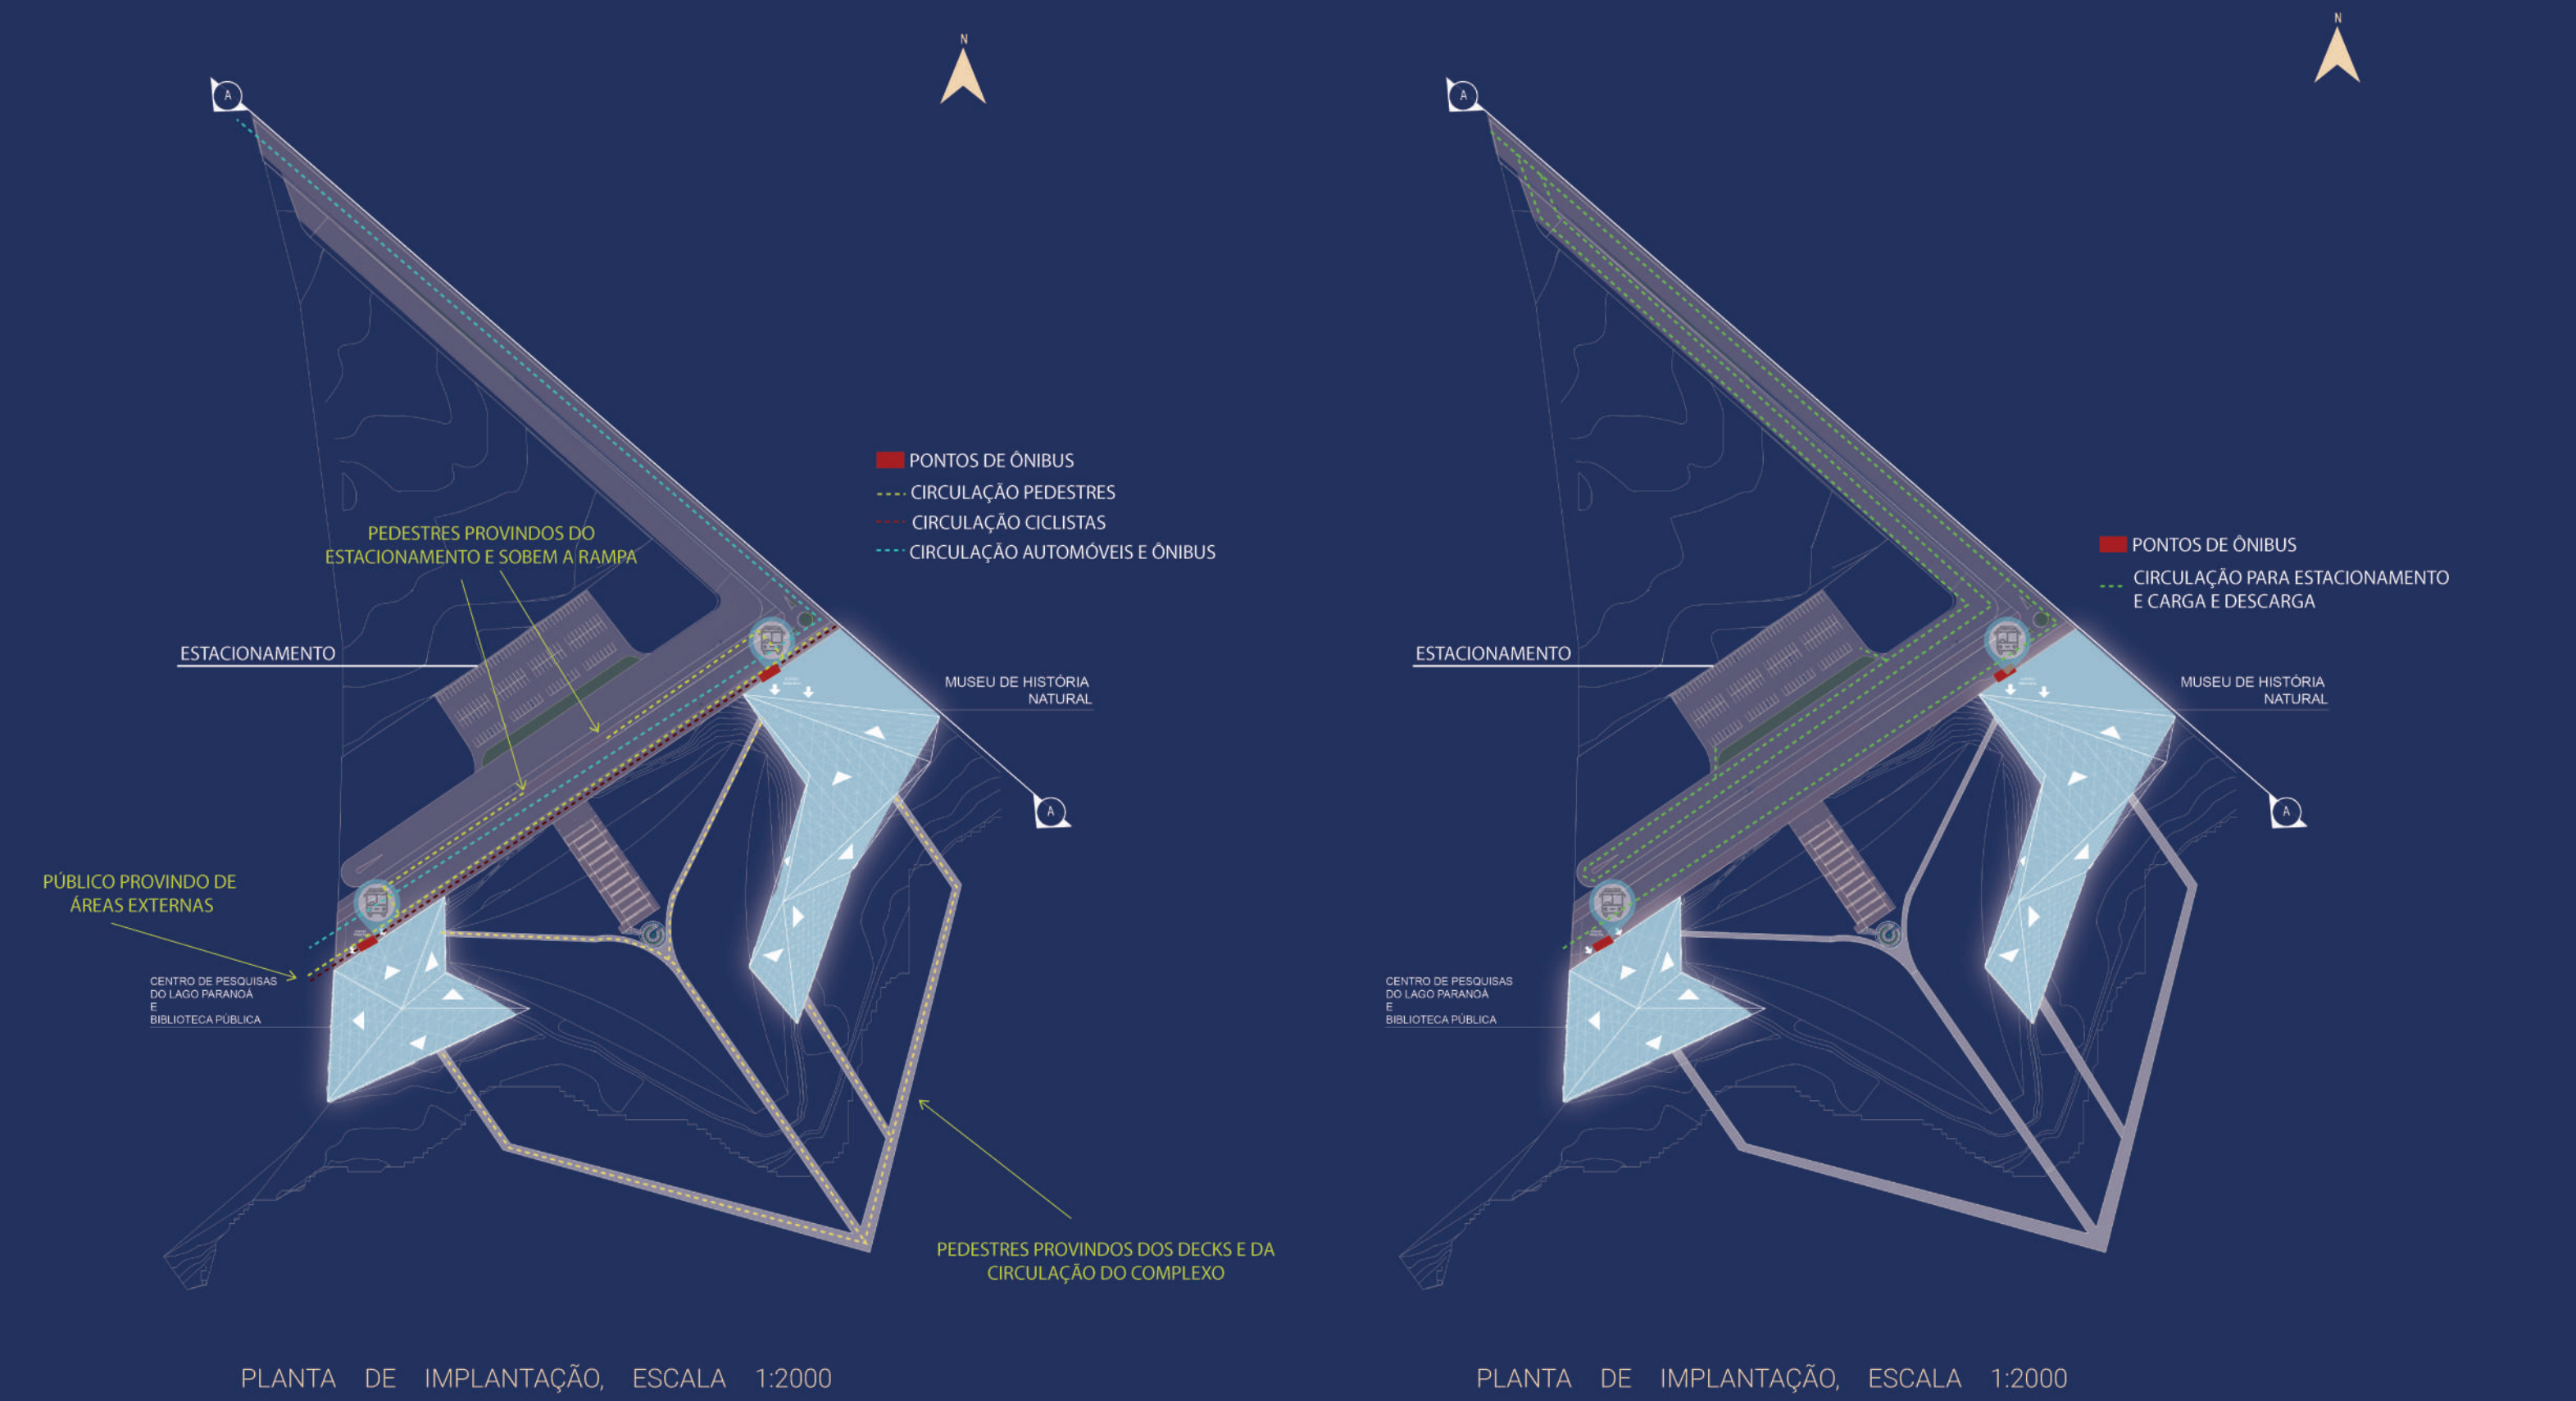 N
A
PONTOS DE ÔNIBUS
CIRCULAÇÃO PEDESTRES
CIRCULAÇÃO CICLISTAS
CIRCULAÇÃO AUTOMÓVEIS E ÔNIBUS
PEDESTRES PROVINDOS DO
ESTACIONAMENTO E SOBEM A RAMPA
ESTACIONAMENTO
MUSEU DE HISTÓRIA
NATURAL
A
PÚBLICO PROVINDO DE
ÁREAS EXTERNAS
CENTRO DE PESQUISAS
DO LAGO PARANOÁ
E
BIBLIOTECA PÚBLICA
PEDESTRES PROVINDOS DOS DECKS E DA
CIRCULAÇÃO DO COMPLEXO
PLANTA DE IMPLANTAÇÃO, ESCALA 1:2000
N
A
PONTOS DE ÔNIBUS
CIRCULAÇÃO PARA ESTACIONAMENTO
E CARGA E DESCARGA
ESTACIONAMENTO
MUSEU DE HISTÓRIA
NATURAL
A
CENTRO DE PESQUISAS
DO LAGO PARANOÁ
E
BIBLIOTECA PÚBLICA
PLANTA DE IMPLANTAÇÃO, ESCALA 1:2000